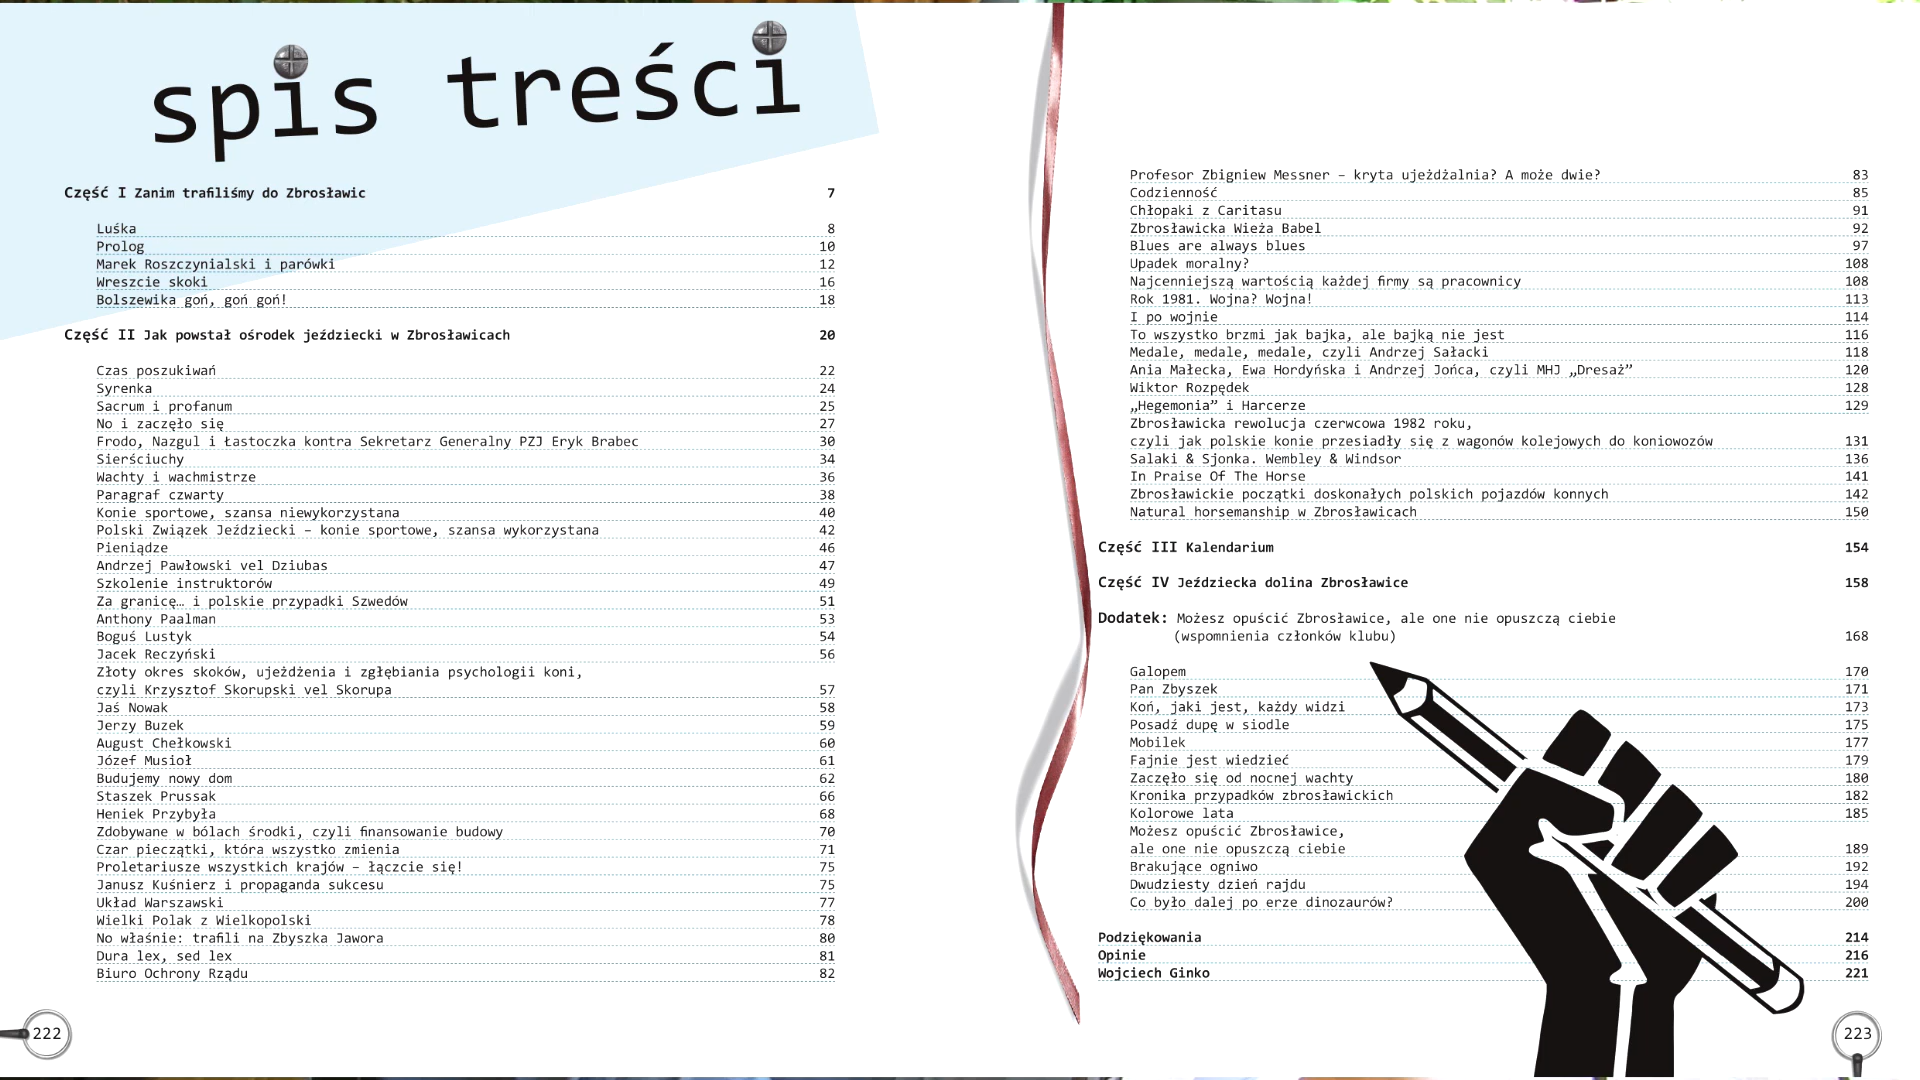 spis treści
Część I Zanim trafiliśmy do Zbrosławic 7
Luśka 8
Prolog 10
Marek Roszczynialski i parówki 12
Wreszcie skoki 16
Bolszewika goń, goń goń! 18
Część II Jak powstał ośrodek jeździecki w Zbrosławicach 20
Czas poszukiwań 22
Syrenka 24
Sacrum i profanum 25
No i zaczęło się 27
Frodo, Nazgul i Łastoczka kontra Sekretarz Generalny PZJ Eryk Brabec 30
Sierściuchy 34
Wachty i wachmistrze 36
Paragraf czwarty 38
Konie sportowe, szansa niewykorzystana 40
Polski Związek Jeździecki – konie sportowe, szansa wykorzystana 42
Pieniądze 46
Andrzej Pawłowski vel Dziubas 47
Szkolenie instruktorów 49
Za granicę… i polskie przypadki Szwedów 51
Anthony Paalman 53
Boguś Lustyk 54
Jacek Reczyński 56
Złoty okres skoków, ujeżdżenia i zgłębiania psychologii koni,
czyli Krzysztof Skorupski vel Skorupa 57
Jaś Nowak 58
Jerzy Buzek 59
August Chełkowski 60
Józef Musioł 61
Budujemy nowy dom 62
Staszek Prussak 66
Heniek Przybyła 68
Zdobywane w bólach środki, czyli finansowanie budowy 70
Czar pieczątki, która wszystko zmienia 71
Proletariusze wszystkich krajów – łączcie się! 75
Janusz Kuśnierz i propaganda sukcesu 75
Układ Warszawski 77
Wielki Polak z Wielkopolski 78
No właśnie: trafili na Zbyszka Jawora 80
Dura lex, sed lex 81
Biuro Ochrony Rządu 82
222
Profesor Zbigniew Messner – kryta ujeżdżalnia? A może dwie? 83
Codzienność 85
Chłopaki z Caritasu 91
Zbrosławicka Wieża Babel 92
Blues are always blues 97
Upadek moralny? 108
Najcenniejszą wartością każdej firmy są pracownicy 108
Rok 1981. Wojna? Wojna! 113
I po wojnie 114
To wszystko brzmi jak bajka, ale bajką nie jest 116
Medale, medale, medale, czyli Andrzej Sałacki 118
Ania Małecka, Ewa Hordyńska i Andrzej Jońca, czyli MHJ „Dresaż” 120
Wiktor Rozpędek 128
„Hegemonia” i Harcerze 129
Zbrosławicka rewolucja czerwcowa 1982 roku,
czyli jak polskie konie przesiadły się z wagonów kolejowych do koniowozów 131
Salaki & Sjonka. Wembley & Windsor 136
In Praise Of The Horse 141
Zbrosławickie początki doskonałych polskich pojazdów konnych 142
Natural horsemanship w Zbrosławicach 150
Część III Kalendarium 154
Część IV Jeździecka dolina Zbrosławice 158
Dodatek: Możesz opuścić Zbrosławice, ale one nie opuszczą ciebie
(wspomnienia członków klubu) 168
Galopem 170
Pan Zbyszek 171
Koń, jaki jest, każdy widzi 173
Posadź dupę w siodle 175
Mobilek 177
Fajnie jest wiedzieć 179
Zaczęło się od nocnej wachty 180
Kronika przypadków zbrosławickich 182
Kolorowe lata 185
Możesz opuścić Zbrosławice,
ale one nie opuszczą ciebie 189
Brakujące ogniwo 192
Dwudziesty dzień rajdu 194
Co było dalej po erze dinozaurów? 200
Podziękowania 214
Opinie 216
Wojciech Ginko 221
223